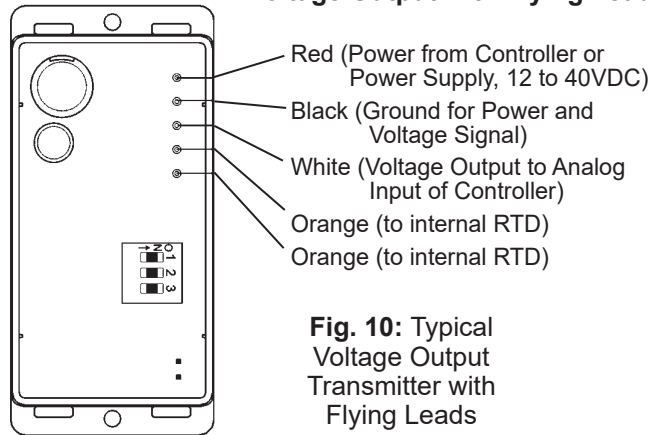 Red (Power from Controller or
Power Supply, 12 to 40VDC)
Black (Ground for Power and
Voltage Signal)
White (Voltage Output to Analog
Input of Controller)
Orange (to internal RTD)
Orange (to internal RTD)
O N →
1
2
3
Fig. 10: Typical
Voltage Output
Transmitter with
Flying Leads